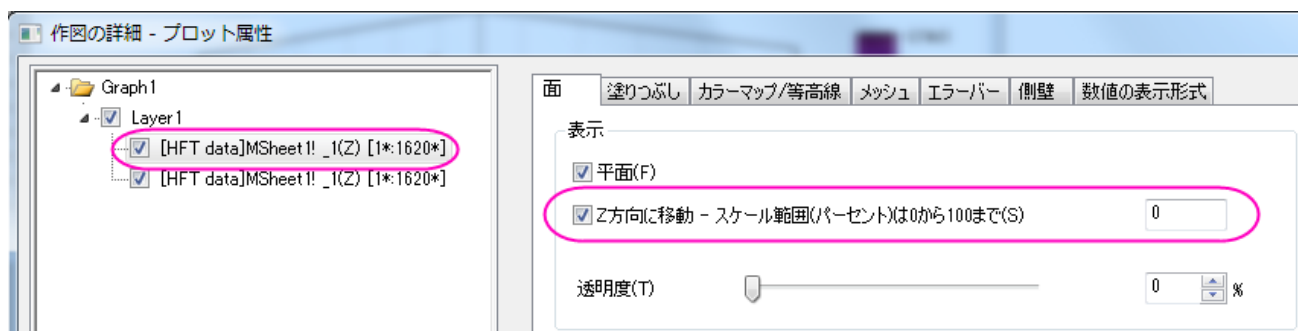 作図の詳細 - プロット属性
Graph1
Layer1
[HFT data]MSheet1! _1(Z) [1*:1620*]
[HFT data]MSheet1! _1(Z) [1*:1620*]
面 塗りつぶし カラーマップ/等高線 メッシュ エラーバー 側壁 数値の表示形式
表示
平面(F)
Z方向に移動 - スケール範囲(パーセント)は0から100まで(S) 0
透明度(T) 0 %